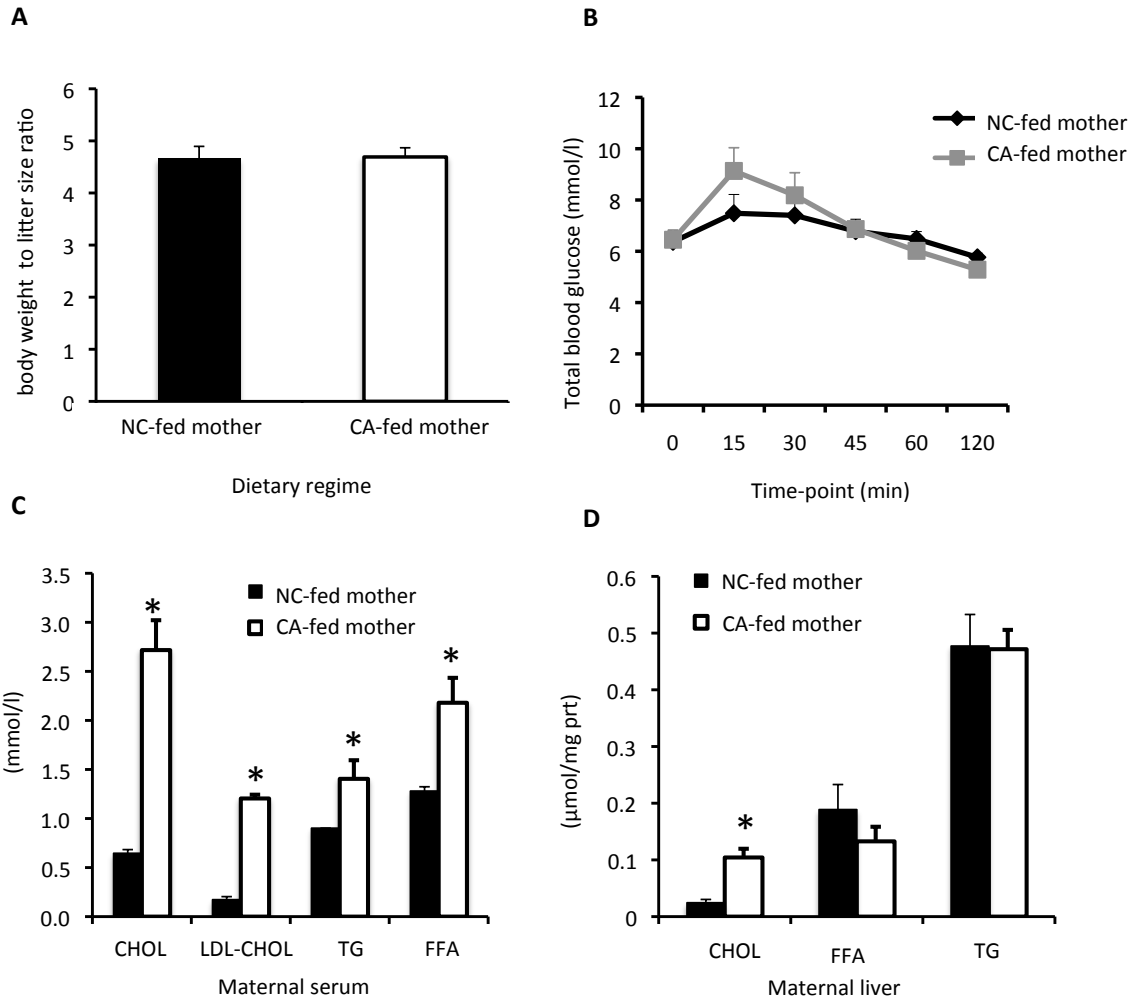 A
body weight to litter size ratio
6
5
4
3
2
1
0
NC-fed mother
CA-fed mother
Dietary regime
B
Total blood glucose (mmol/l)
12
10
8
6
4
2
0
NC-fed mother
CA-fed mother
0 15 30 45 60 120
Time-point (min)
C
(mmol/l)
3.5
3.0
2.5
2.0
1.5
1.0
0.5
0.0
NC-fed mother
CA-fed mother
*
*
*
*
CHOL LDL-CHOL TG FFA
Maternal serum
D
(μmol/mg prt)
0.6
0.5
0.4
0.3
0.2
0.1
0
NC-fed mother
CA-fed mother
*
CHOL FFA TG
Maternal liver